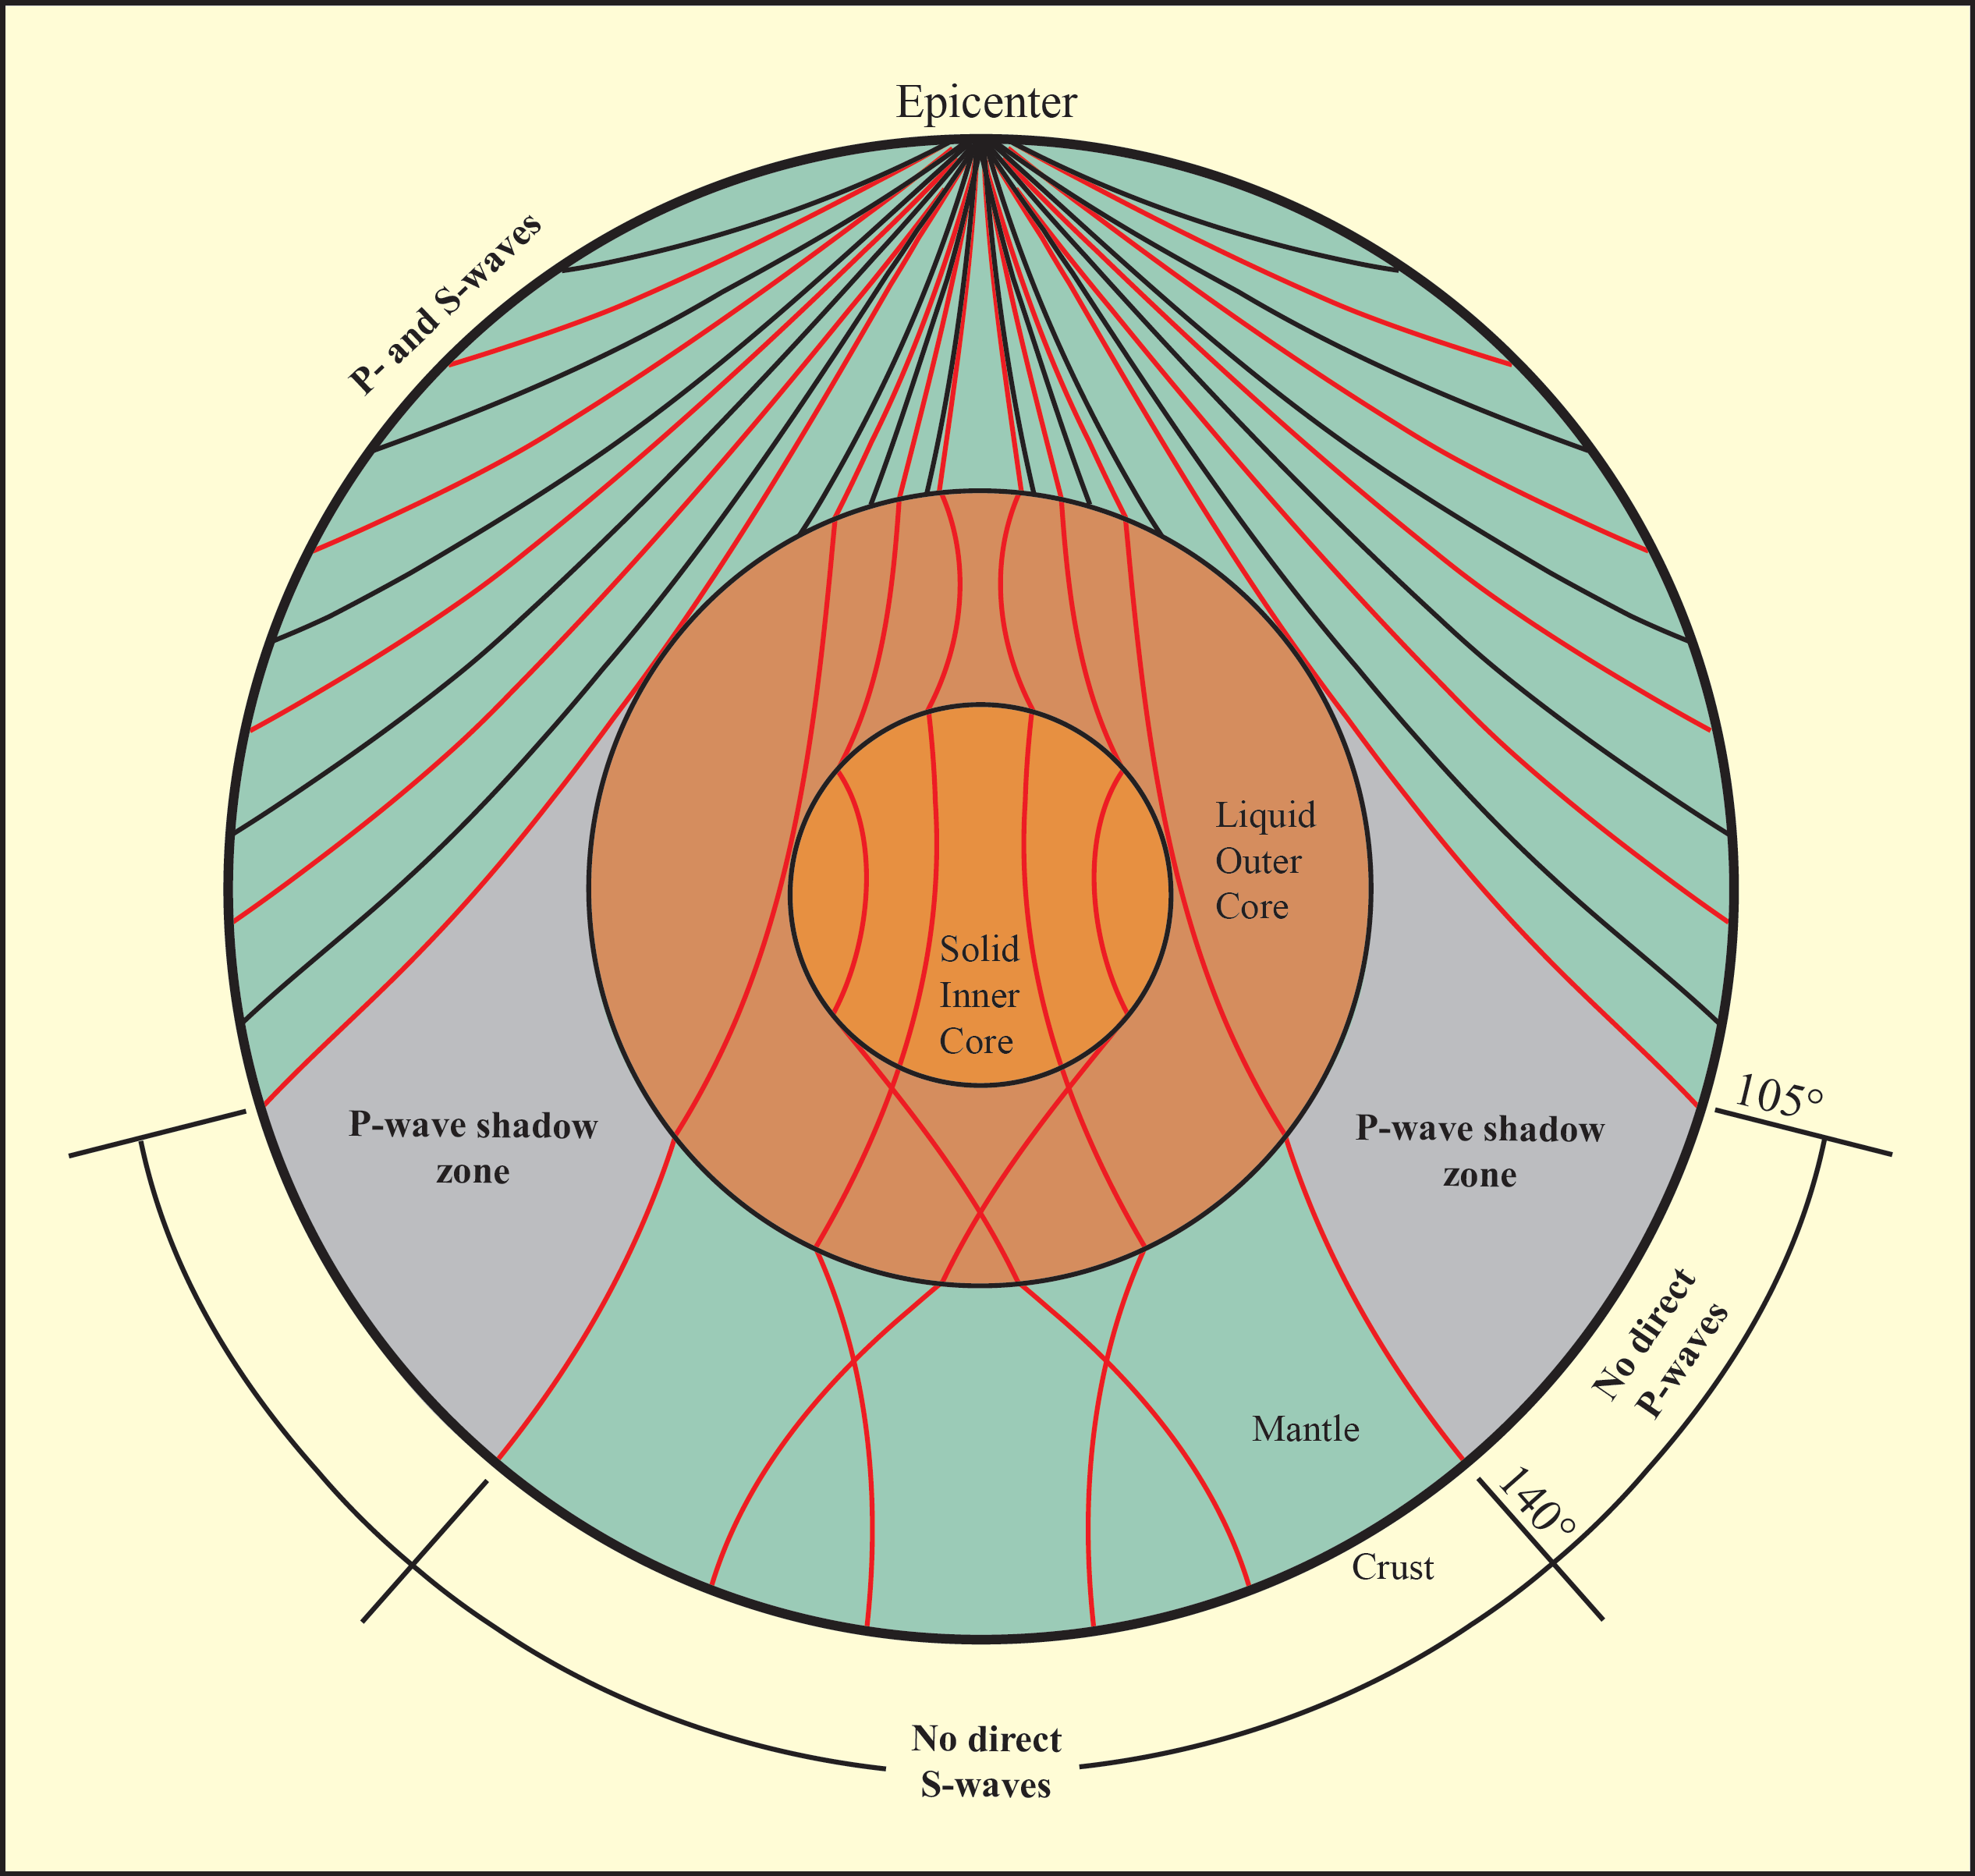 Epicenter
P- and S-waves
Liquid
Outer
Core
Solid
Inner
Core
P-wave shadow
zone
P-wave shadow
zone
105°
No direct
P-waves
Mantle
140°
Crust
No direct
S-waves